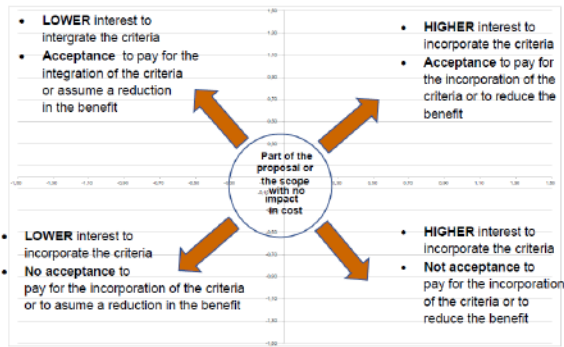 • LOWER interest to
intergrate the criteria
• Acceptance to pay for the
integration of the criteria
or assume a reduction
in the benefit
• HIGHER interest to
incorporate the criteria
• Acceptance to pay for
the incorporation of the
criteria or to reduce the
benefit
Part of the
proposal or
the scope
with no
impact
in cost
• LOWER interest to
incorporate the criteria
• No acceptance to
pay for the incorporation of the criteria
or to asume a reduction in the benefit
• HIGHER interest to
incorporate the criteria
• Not acceptance to
pay for the incorporation
of the criteria or to
reduce the benefit